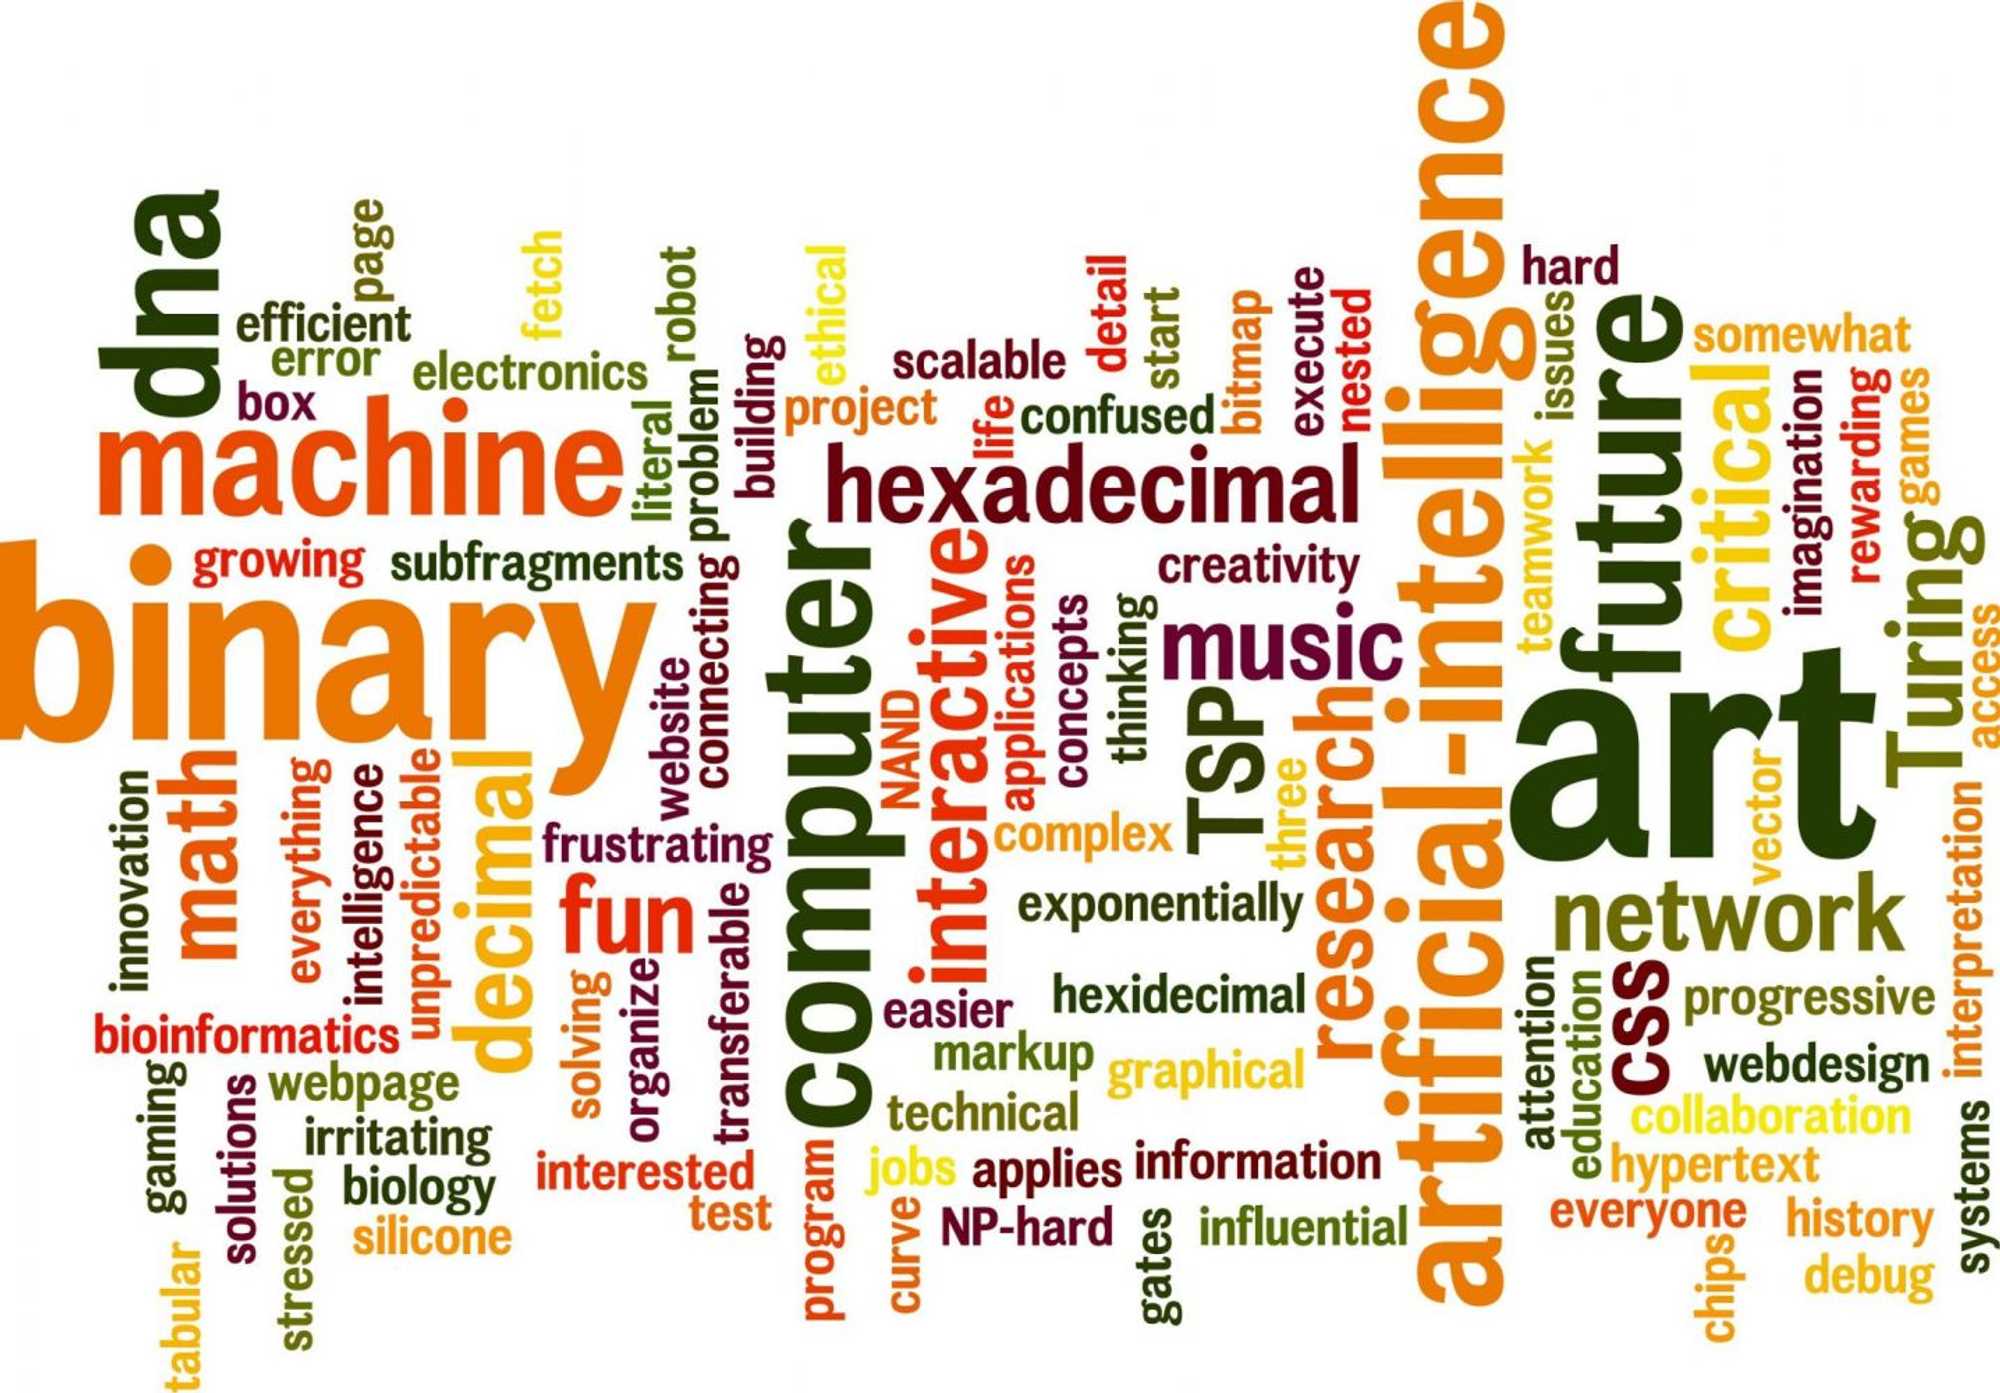 dna
page
efficient
error
box
electronics
fetch
robot
machine
literal
problem
building
ethical
project
scalable
detail
start
bitmap
execute
nested
life
confused
hexadecimal
artificial-intelligence
hard
issues
future
somewhat
critical
imagination
rewarding
games
teamwork
Turing
access
growing
subfragments
binary
connecting
website
computer
interactive
NAND
applications
concepts
thinking
creativity
music
TSP
three
research
art
vector
innovation
math
everything
intelligence
unpredictable
decimal
frustrating
fun
complex
exponentially
network
interpretation
bioinformatics
solving
organize
transferable
easier
hexidecimal
markup
graphical
technical
attention
education
css
progressive
webdesign
collaboration
hypertext
gaming
solutions
webpage
irritating
stressed
biology
silicone
interested
test
program
jobs
applies
information
curve
NP-hard
gates
influential
everyone
history
chips
debug
systems
tabular